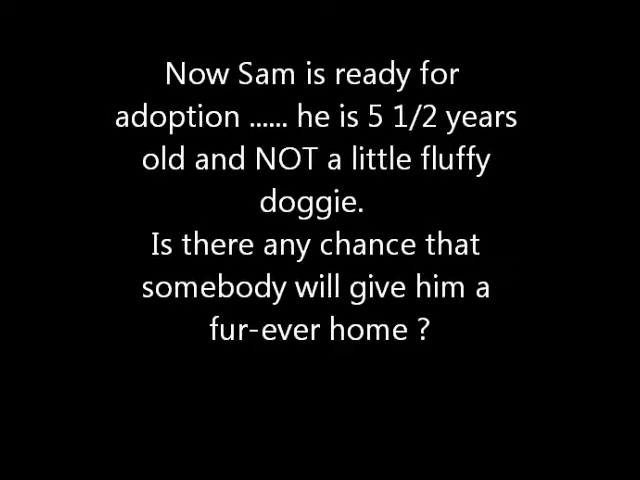 Now Sam is ready for
adoption ...... he is 5 1/2 years
old and NOT a little fluffy
doggie.
Is there any chance that
somebody will give him a
fur-ever home ?